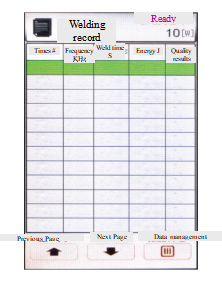 Welding
record
Ready
10[W]
Times # Frequency KHz Weld time S Energy J Quality results
Previous Page Next Page Data management